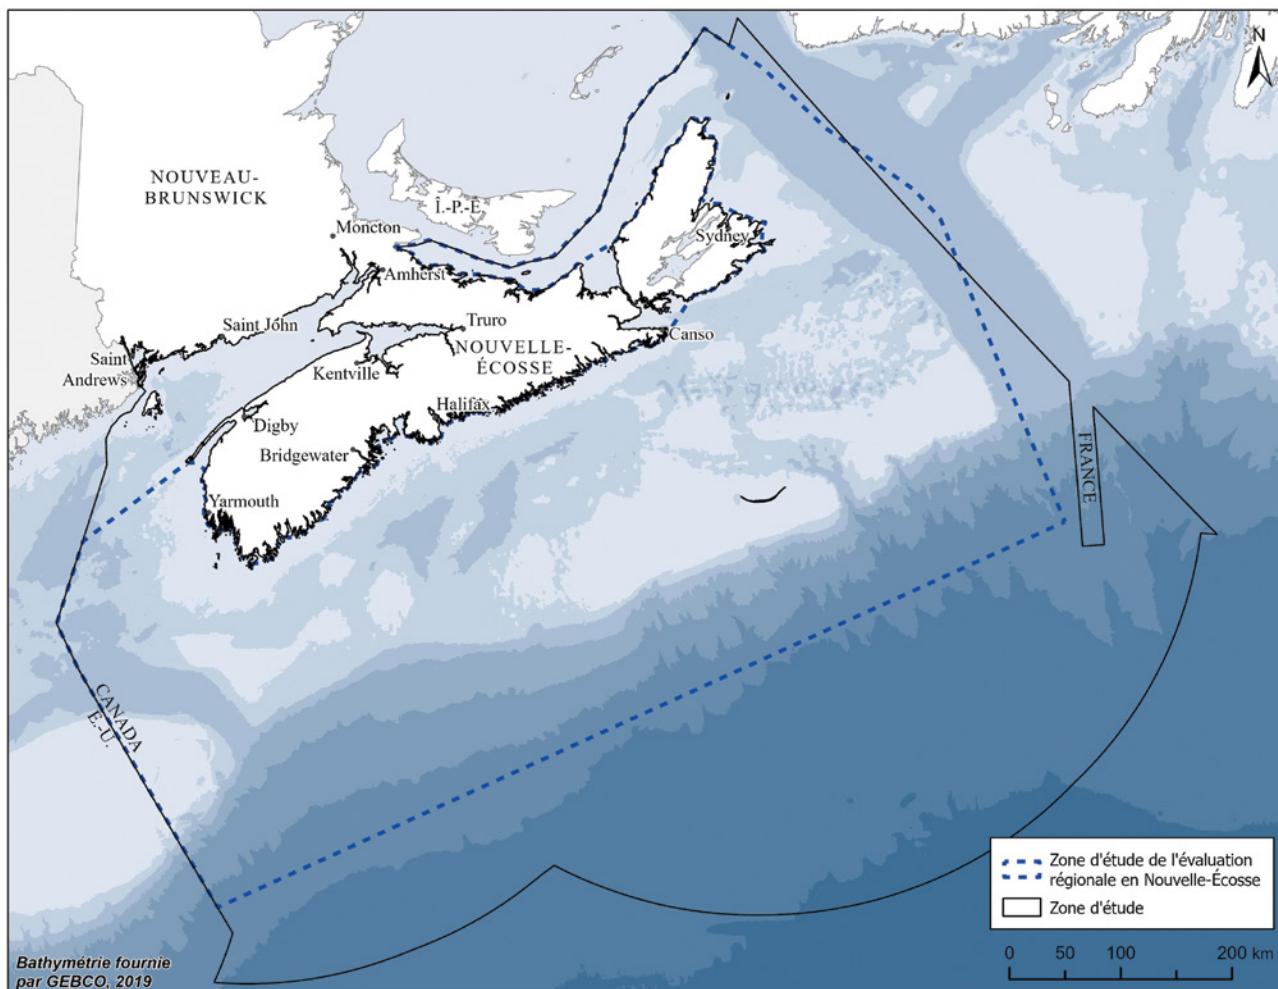 N
NOUVEAU-
BRUNSWICK
Î.-P.-É
Moncton
Sydney
Amherst
Saint John
Truro
Canso
Saint
Andrews
NOUVELLE-
ÉCOSSE
Kentville
Halifax
Digby
Bridgewater
Yarmouth
FRANCE
CANADA
É.-U.
Zone d'étude de l'évaluation
régionale en Nouvelle-Écosse
Zone d'étude
0 50 100 200 km
Bathymétrie fournie
par GEBCO, 2019